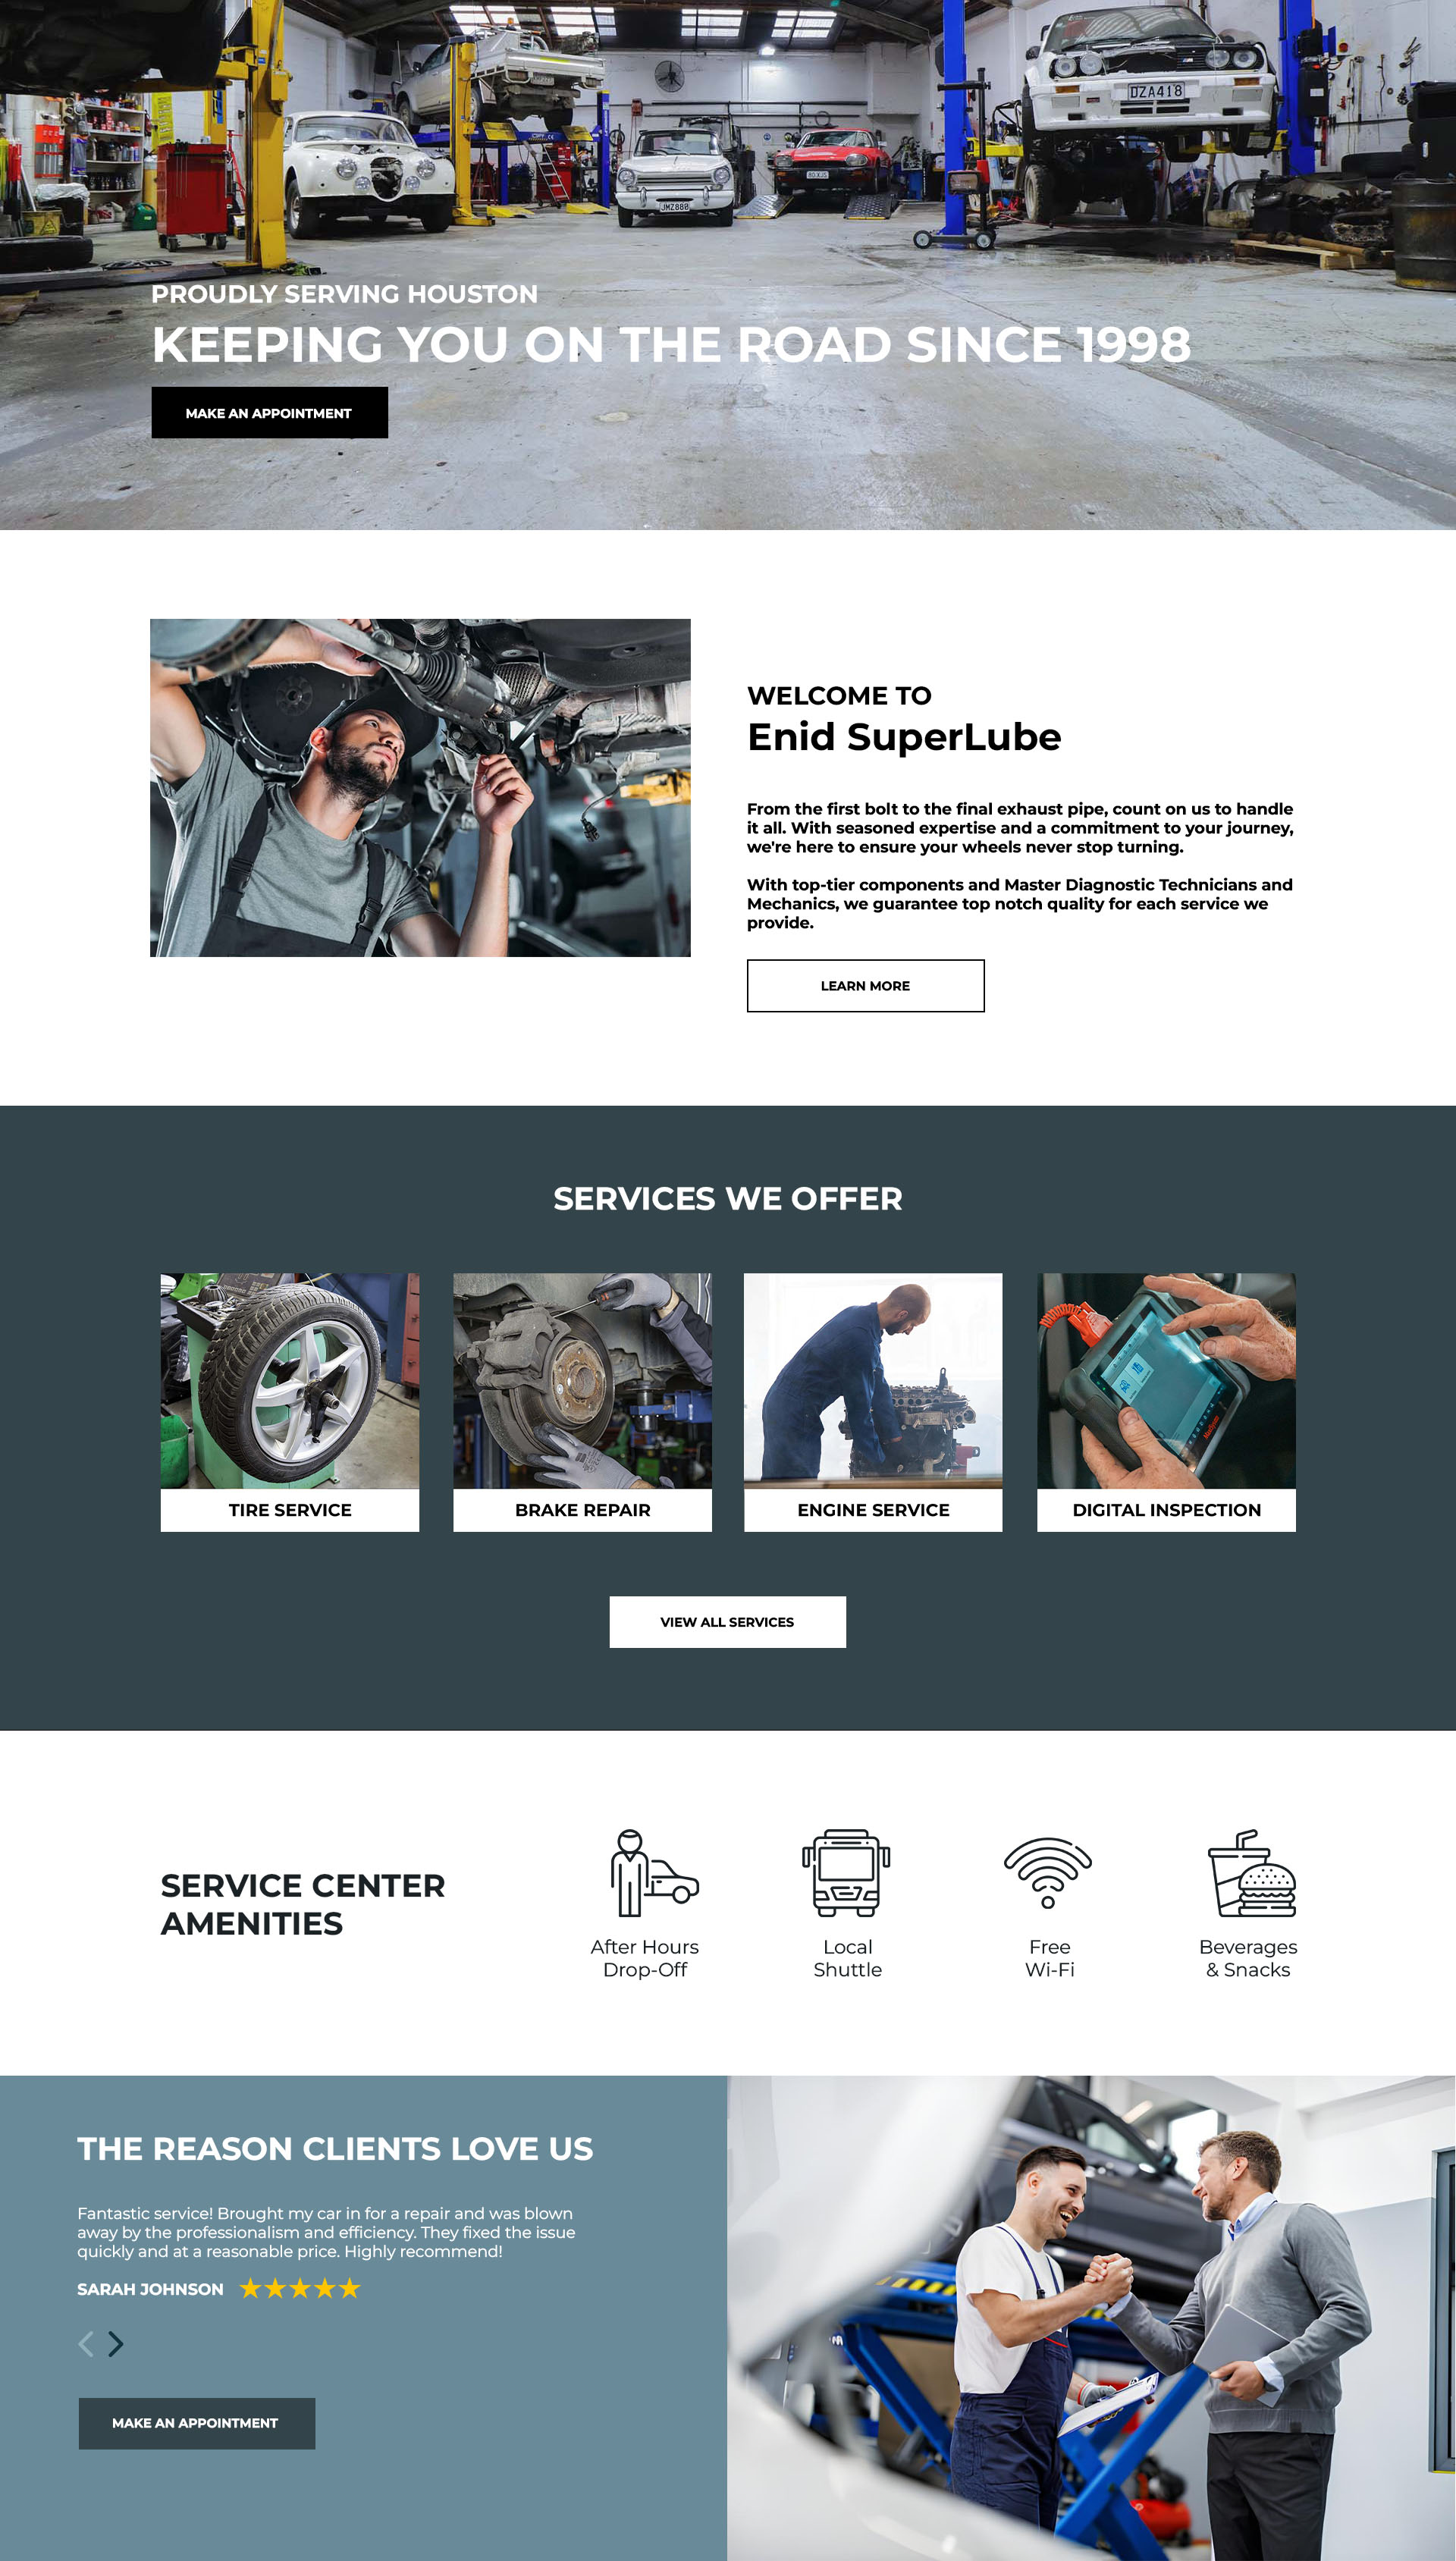 DZA418
JMZ880
PROUDLY SERVING HOUSTON
KEEPING YOU ON THE ROAD SINCE 1998
MAKE AN APPOINTMENT
WELCOME TO
Enid SuperLube
From the first bolt to the final exhaust pipe, count on us to handle
it all. With seasoned expertise and a commitment to your journey,
we're here to ensure your wheels never stop turning.
With top-tier components and Master Diagnostic Technicians and
Mechanics, we guarantee top notch quality for each service we
provide.
LEARN MORE
SERVICES WE OFFER
TIRE SERVICE
BRAKE REPAIR
ENGINE SERVICE
DIGITAL INSPECTION
VIEW ALL SERVICES
SERVICE CENTER
AMENITIES
After Hours
Drop-Off
Local
Shuttle
Free
Wi-Fi
Beverages
& Snacks
THE REASON CLIENTS LOVE US
Fantastic service! Brought my car in for a repair and was blown
away by the professionalism and efficiency. They fixed the issue
quickly and at a reasonable price. Highly recommend!
SARAH JOHNSON
MAKE AN APPOINTMENT